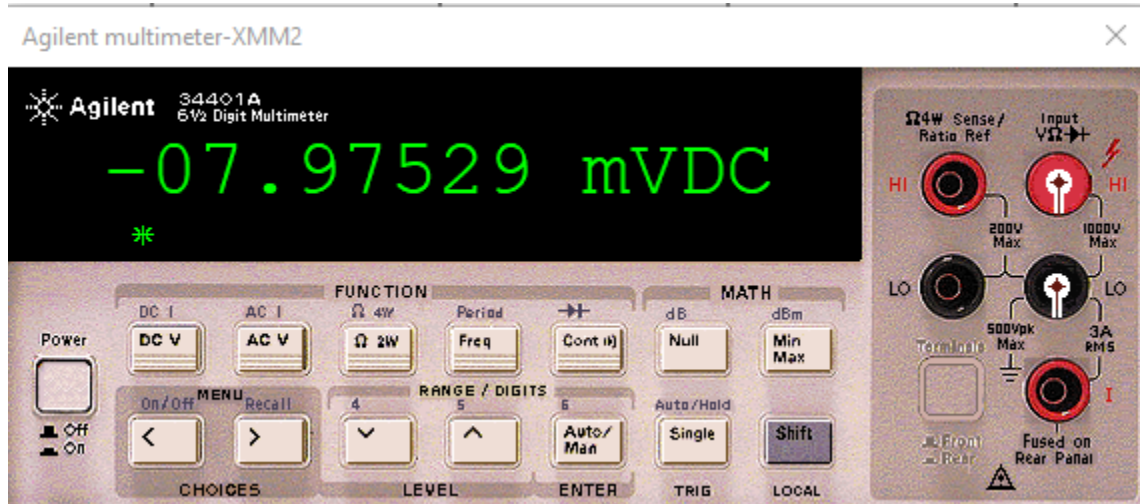 Agilent multimeter-XMM2
Agilent 34401A
6½ Digit Multimeter
-07.97529 mVDC
Ω4W Sense/
Ratio Ref
Input
VΩ
HI
HI
200V
Max
1000V
Max
LO
LO
500Vpk
Max
3A
RMS
Terminals
I
Front
Rear
Fused on
Rear Panal
FUNCTION
MATH
DC I
AC I
Ω 4W
Period
dB
dBm
Power
DC V
AC V
Ω 2W
Freq
Cont
Null
Min
Max
MENU
RANGE / DIGITS
On/Off
Recall
4
5
6
Auto/Hold
Off
On
<
>
Auto/
Man
Single
Shift
CHOICES
LEVEL
ENTER
TRIG
LOCAL